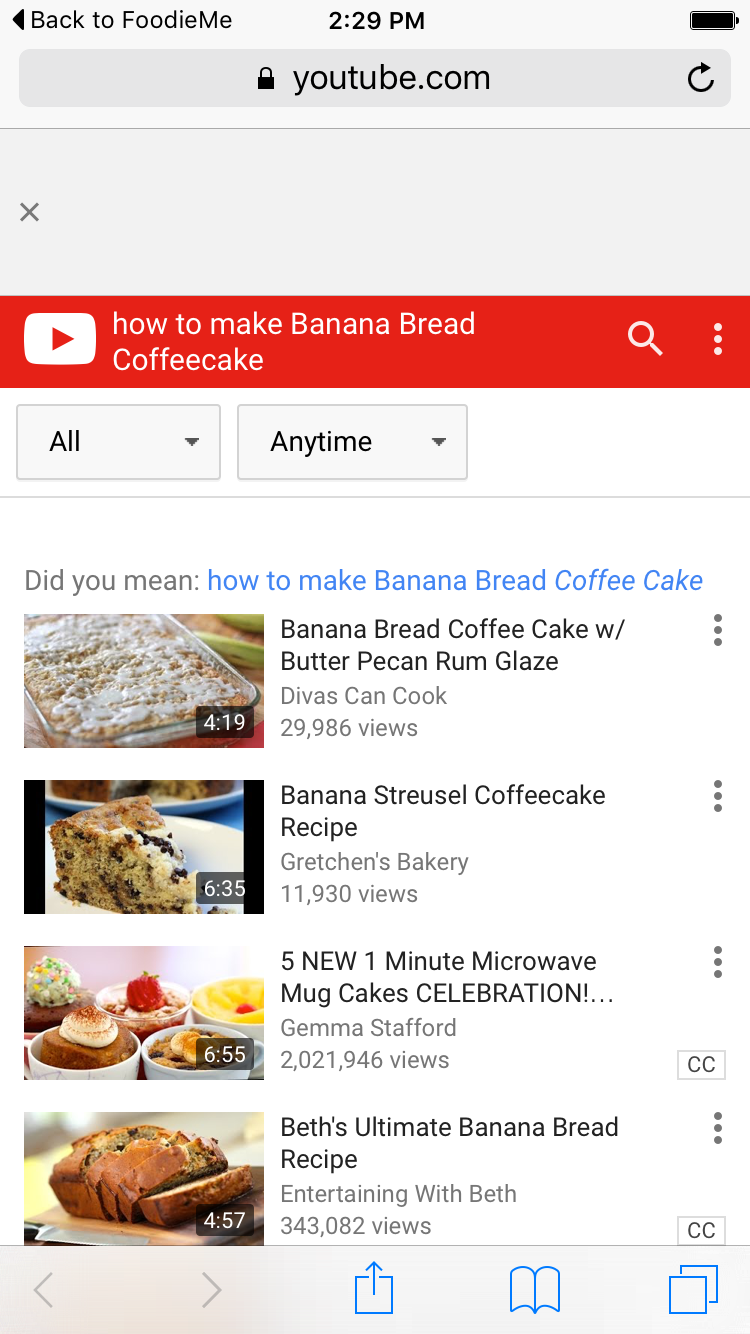 Back to FoodieMe
2:29 PM
youtube.com
how to make Banana Bread
Coffeecake
All
Anytime
Did you mean: how to make Banana Bread Coffee Cake
Banana Bread Coffee Cake w/
Butter Pecan Rum Glaze
Divas Can Cook
29,986 views
4:19
Banana Streusel Coffeecake
Recipe
Gretchen's Bakery
11,930 views
6:35
5 NEW 1 Minute Microwave
Mug Cakes CELEBRATION!...
Gemma Stafford
2,021,946 views
6:55
CC
Beth's Ultimate Banana Bread
Recipe
Entertaining With Beth
343,082 views
4:57
CC